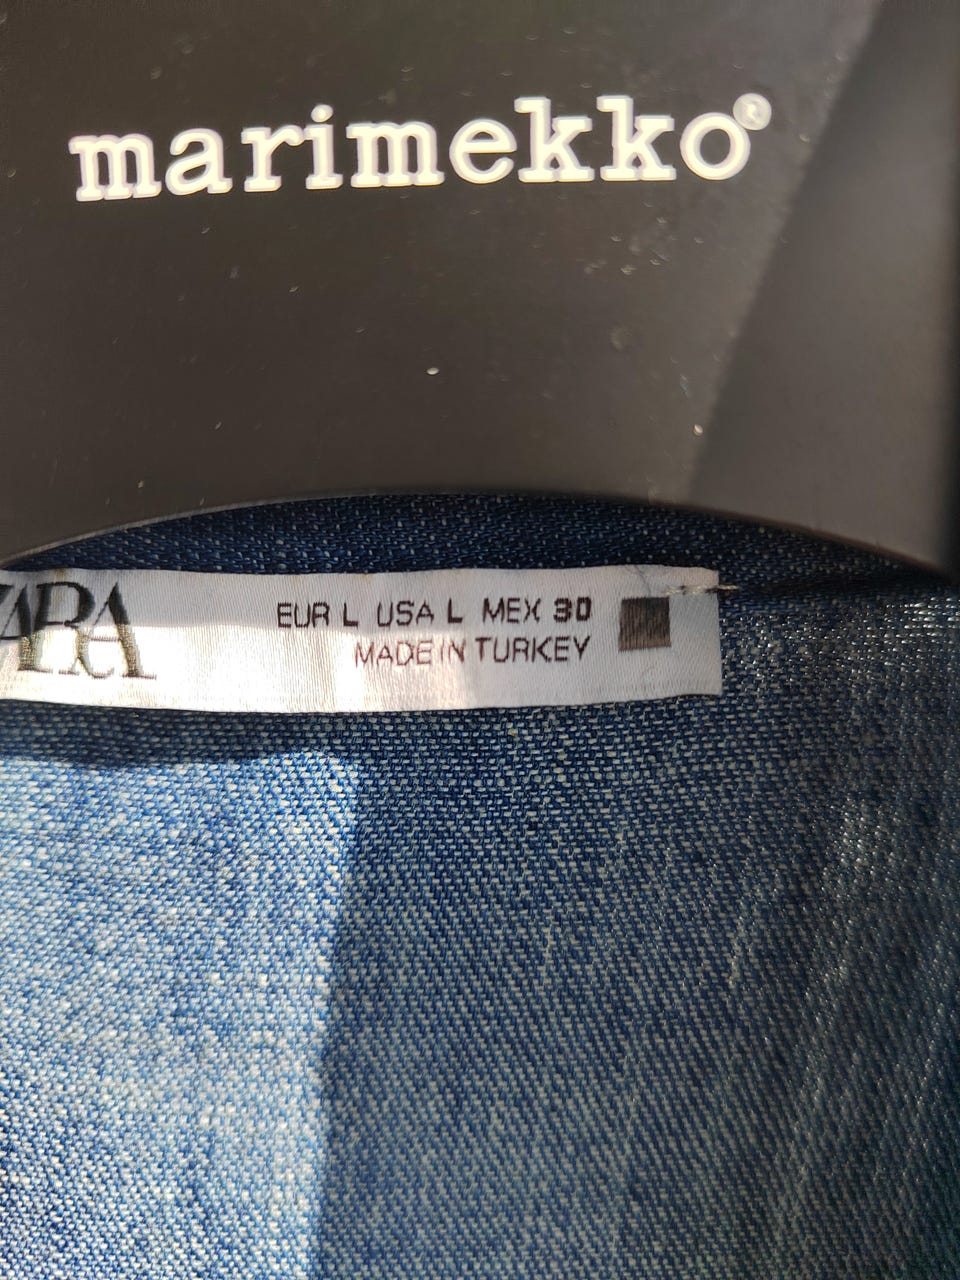 marimekko®
ZARA
EUR L USA L MEX 30
MADE IN TURKEY